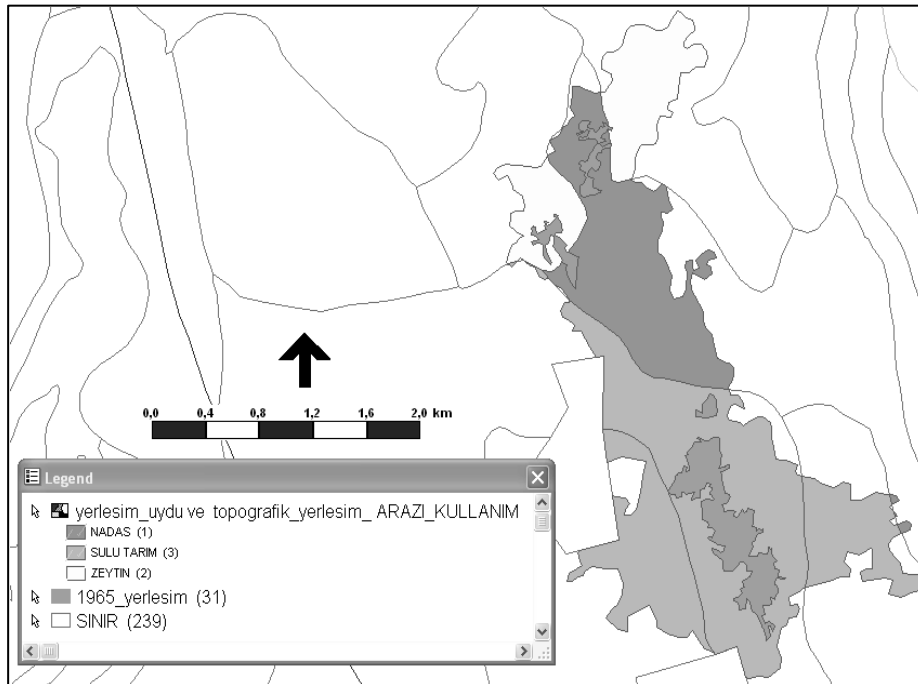 0,0 0,4 0,8 1,2 1,6 2,0 km
Legend
yerlesim_uydu ve topografik_yerlesim_ ARAZI_KULLANIM
NADAS (1)
SULU TARIM (3)
ZEYTIN (2)
1965_yerlesim (31)
SINIR (239)